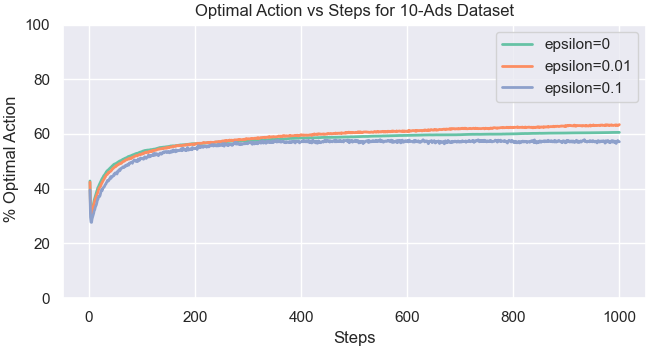 Optimal Action vs Steps for 10-Ads Dataset
100
80
60
40
20
0
% Optimal Action
epsilon=0
epsilon=0.01
epsilon=0.1
0 200 400 600 800 1000
Steps